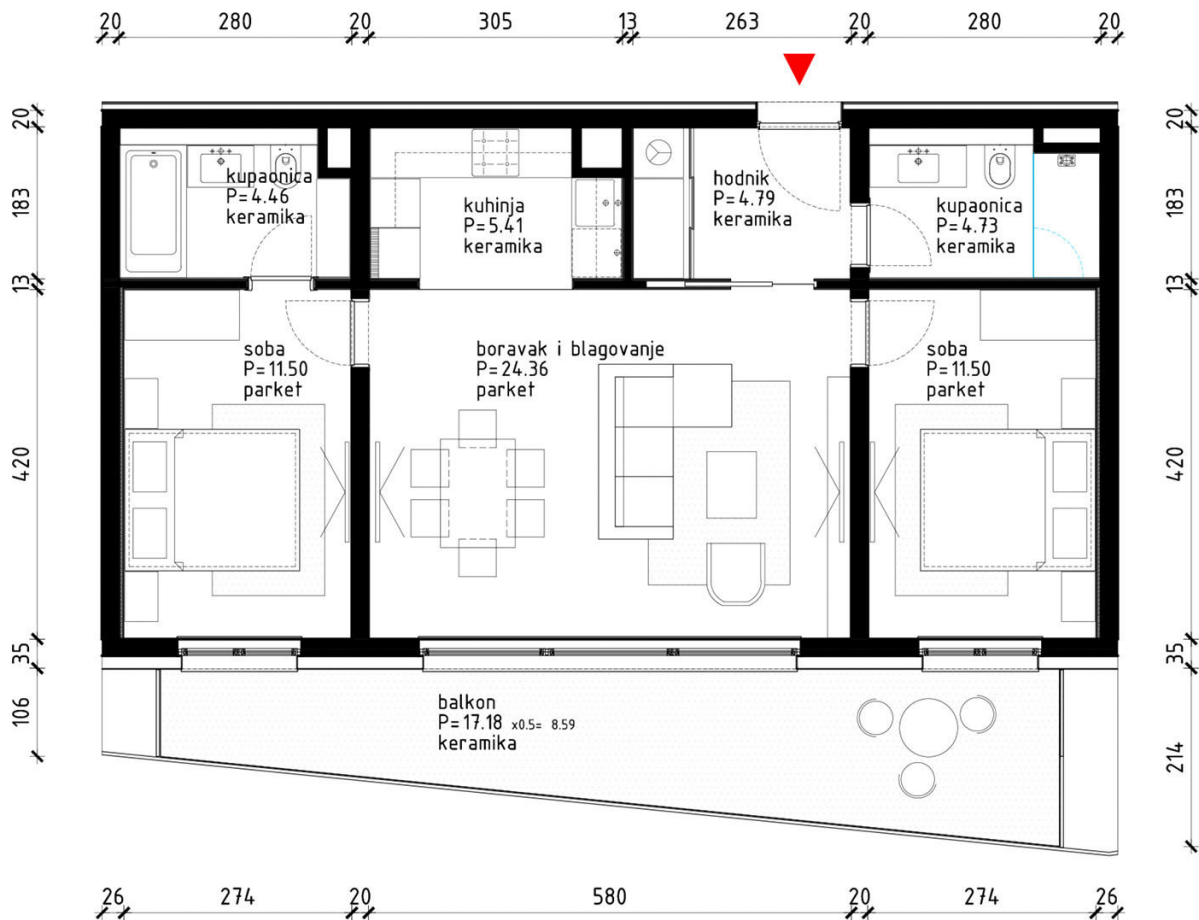 20 280 20 305 13 263 20 280 20
20
183
13
420
35
106
kupaonica
P=4.46
keramika
kuhinja
P=5.41
keramika
hodnik
P=4.79
keramika
kupaonica
P=4.73
keramika
soba
P=11.50
parket
boravak i blagovanje
P=24.36
parket
soba
P=11.50
parket
balkon
P=17.18 x0.5= 8.59
keramika
20
183
13
420
35
214
26 274 20 580 20 274 26